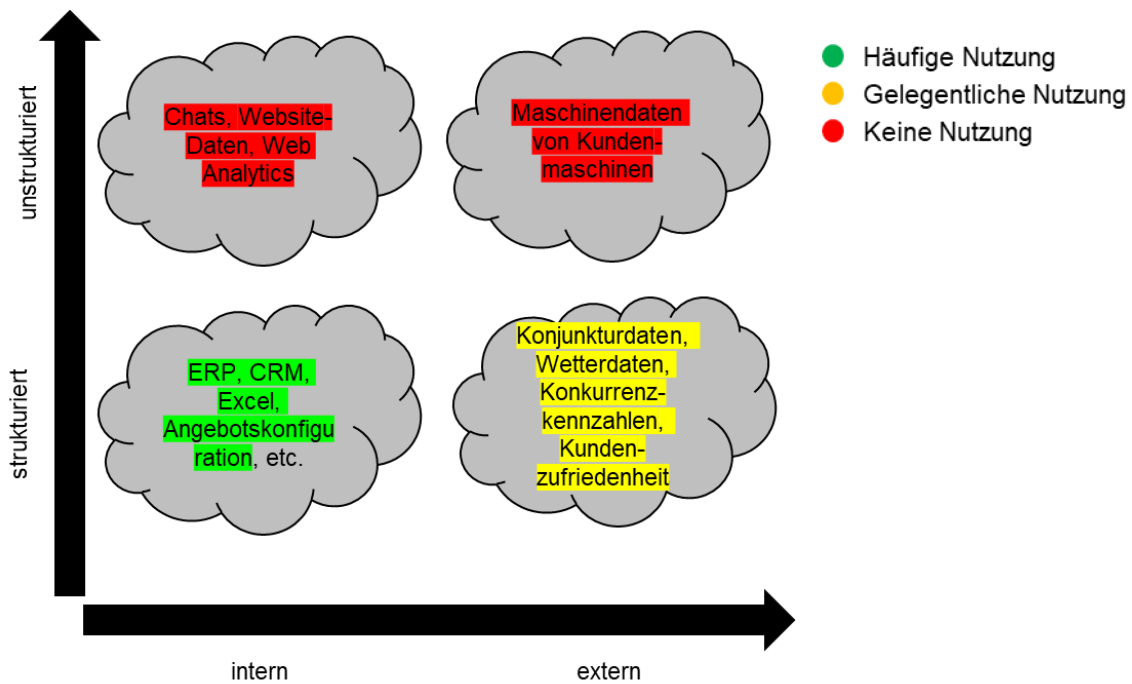 unstrukturiert
Chats, Website-
Daten, Web
Analytics
Maschinendaten
von Kunden-
maschinen
Häufige Nutzung
Gelegentliche Nutzung
Keine Nutzung
strukturiert
ERP, CRM,
Excel,
Angebotskonfigu
ration, etc.
Konjunkturdaten,
Wetterdaten,
Konkurrenz-
kennzahlen,
Kunden-
zufriedenheit
intern
extern